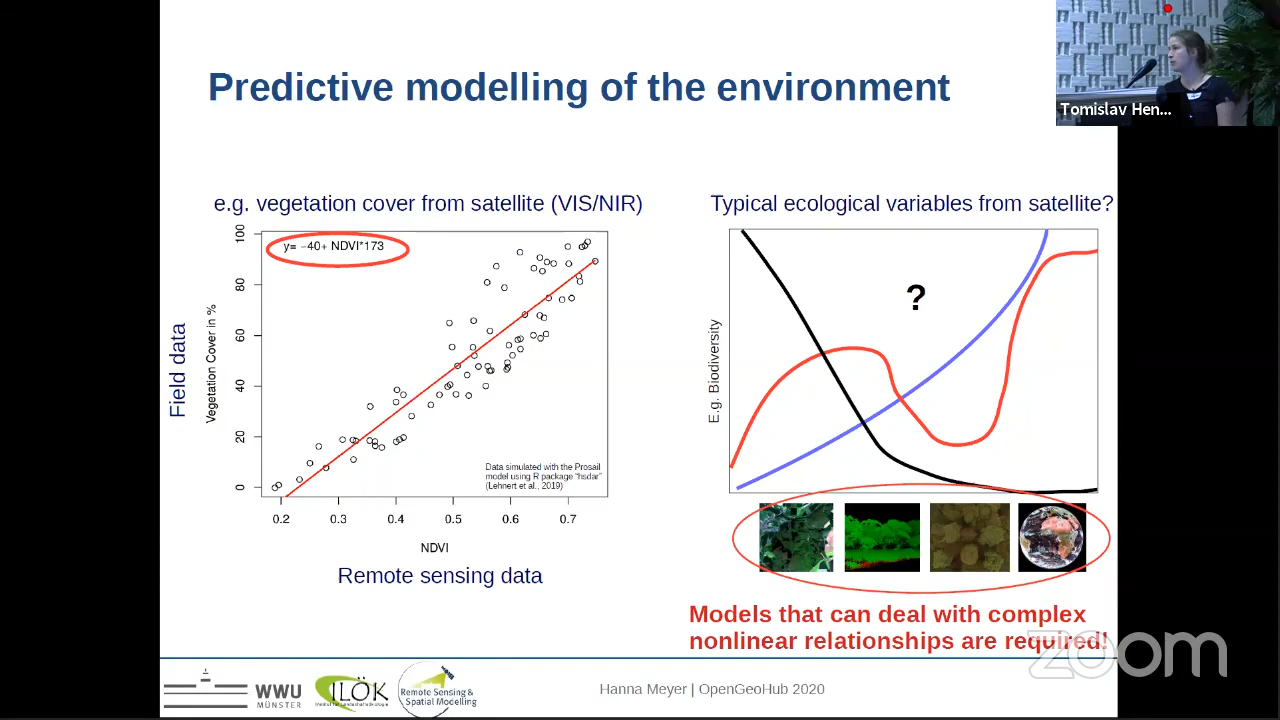 Predictive modelling of the environment
Tomislav Hen...
e.g. vegetation cover from satellite (VIS/NIR)
Typical ecological variables from satellite?
y= −40+ NDVI*173
Field data
Vegetation Cover in %
100
80
60
40
20
0
Data simulated with the Prosail
model using R package "hsdar"
(Lehnert et al., 2019)
0.2 0.3 0.4 0.5 0.6 0.7
NDVI
Remote sensing data
?
E.g. Biodiversity
Models that can deal with complex
nonlinear relationships are required!
zoom
WWU
MÜNSTER
ILÖK
Institut für Landschaftsökologie
Remote Sensing &
Spatial Modelling
Hanna Meyer | OpenGeoHub 2020